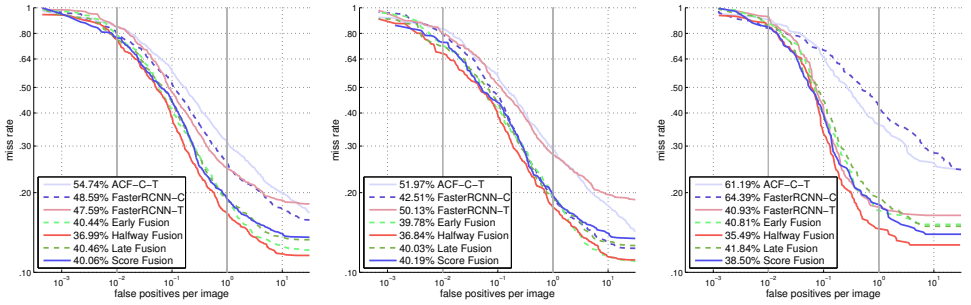 1
.80
.64
.50
.40
.30
.20
.10
miss rate
54.74% ACF-C-T
48.59% FasterRCNN-C
47.59% FasterRCNN-T
40.44% Early Fusion
36.99% Halfway Fusion
40.46% Late Fusion
40.06% Score Fusion
10^-3 10^-2 10^-1 10^0 10^1
false positives per image
1
.80
.64
.50
.40
.30
.20
.10
miss rate
51.97% ACF-C-T
42.51% FasterRCNN-C
50.13% FasterRCNN-T
39.78% Early Fusion
36.84% Halfway Fusion
40.03% Late Fusion
40.19% Score Fusion
10^-3 10^-2 10^-1 10^0 10^1
false positives per image
1
.80
.64
.50
.40
.30
.20
.10
miss rate
61.19% ACF-C-T
64.39% FasterRCNN-C
40.93% FasterRCNN-T
40.81% Early Fusion
35.49% Halfway Fusion
41.84% Late Fusion
38.50% Score Fusion
10^-3 10^-2 10^-1 10^0 10^1
false positives per image